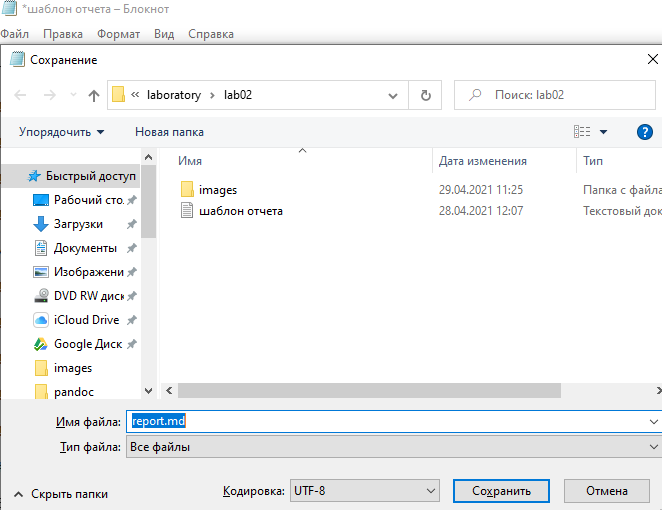 *шаблон отчета – Блокнот
Файл Правка Формат Вид Справка
Сохранение
« laboratory › lab02
Поиск: lab02
Упорядочить Новая папка
?
Имя Дата изменения Тип
Быстрый доступ
Рабочий сто.
Загрузки
Документы
Изображени
DVD RW диск
iCloud Drive
Google Диск
images
pandoc
images 29.04.2021 11:25 Папка с файла
шаблон отчета 28.04.2021 12:07 Текстовый док
Имя файла: report.md
Тип файла: Все файлы
Скрыть папки
Кодировка: UTF-8
Сохранить
Отмена